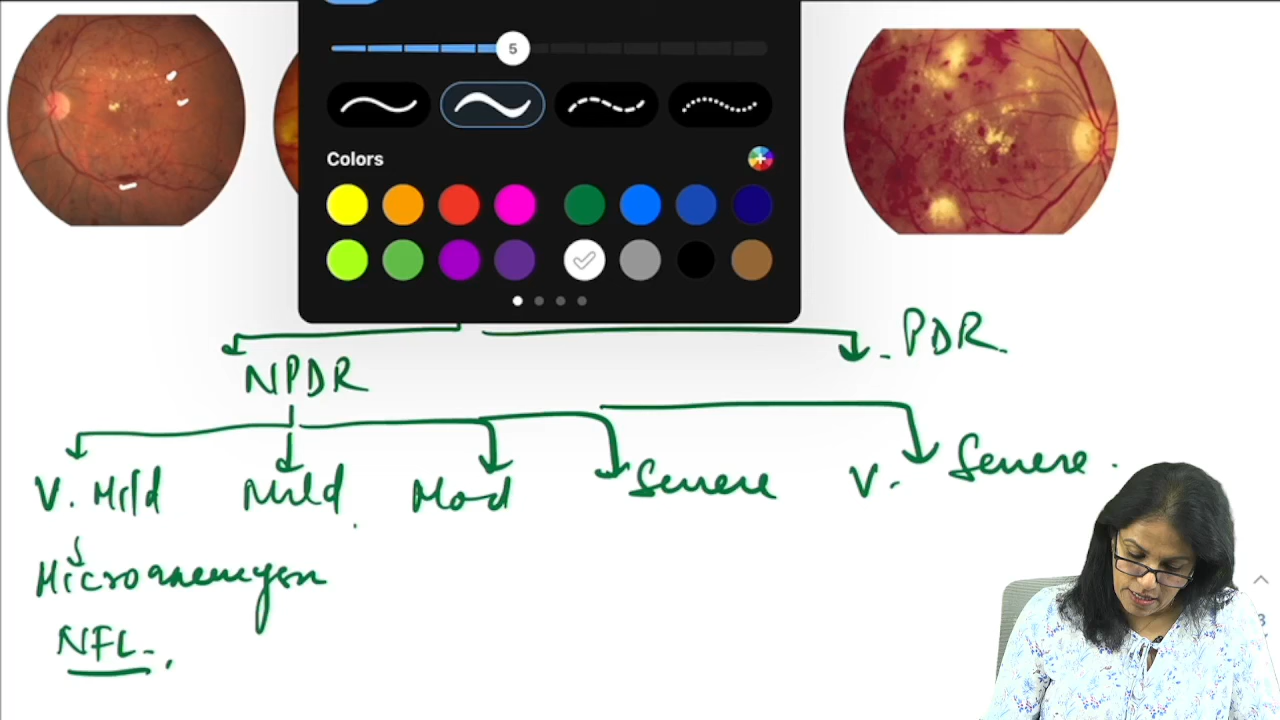 5
Colors
PDR.
NPDR
V. Mild Mild. Mod Severe V. Severe.
Microaneurysm
NFL.